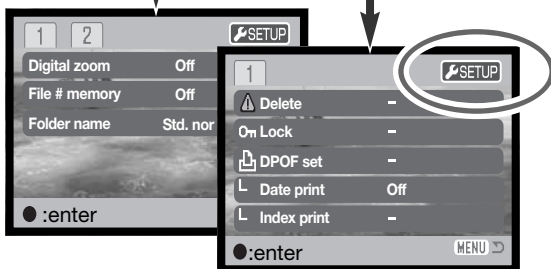 1 2 SETUP
Digital zoom Off
File # memory Off
Folder name Std. nor
:enter
1 SETUP
Delete –
Lock –
DPOF set –
Date print Off
Index print –
:enter MENU